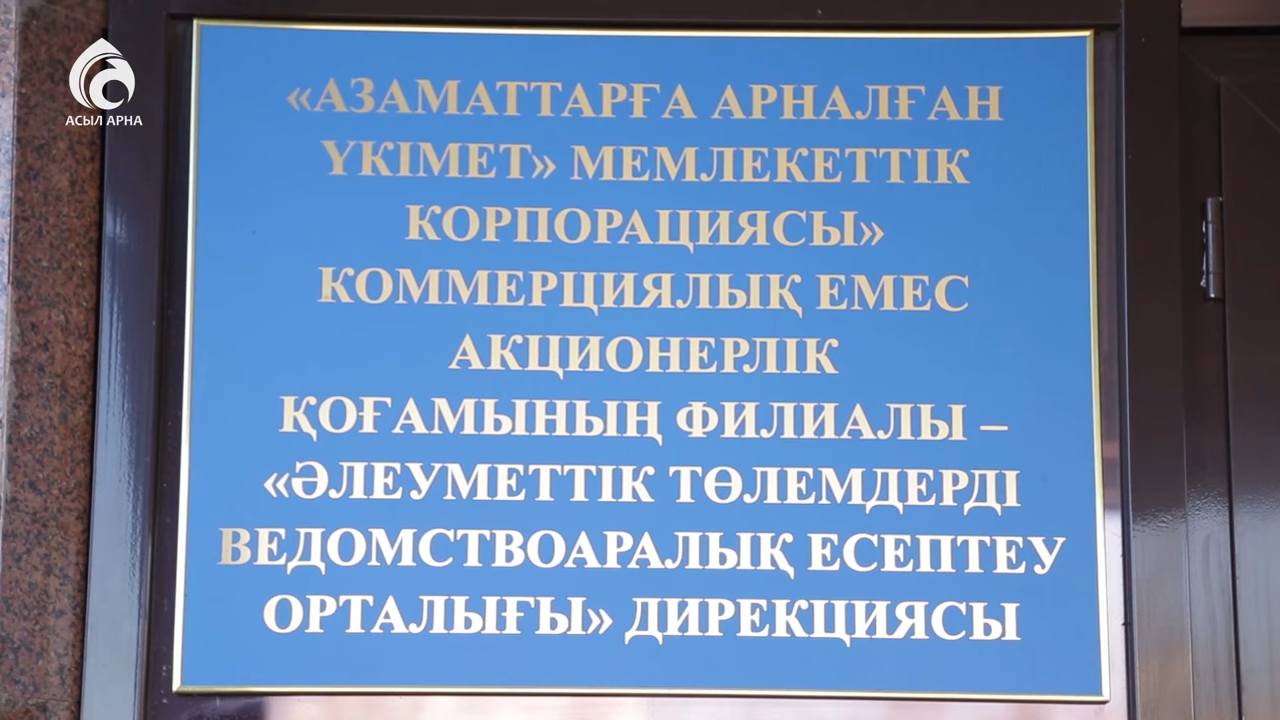 АСЫЛ АРНА
«АЗАМАТТАРҒА АРНАЛҒАН
ҮКІМЕТ» МЕМЛЕКЕТТІК
КОРПОРАЦИЯСЫ»
КОММЕРЦИЯЛЫҚ ЕМЕС
АКЦИОНЕРЛІК
ҚОҒАМЫНЫҢ ФИЛИАЛЫ –
«ӘЛЕУМЕТТІК ТӨЛЕМДЕРДІ
ВЕДОМСТВОАРАЛЫҚ ЕСЕПТЕУ
ОРТАЛЫҒЫ» ДИРЕКЦИЯСЫ